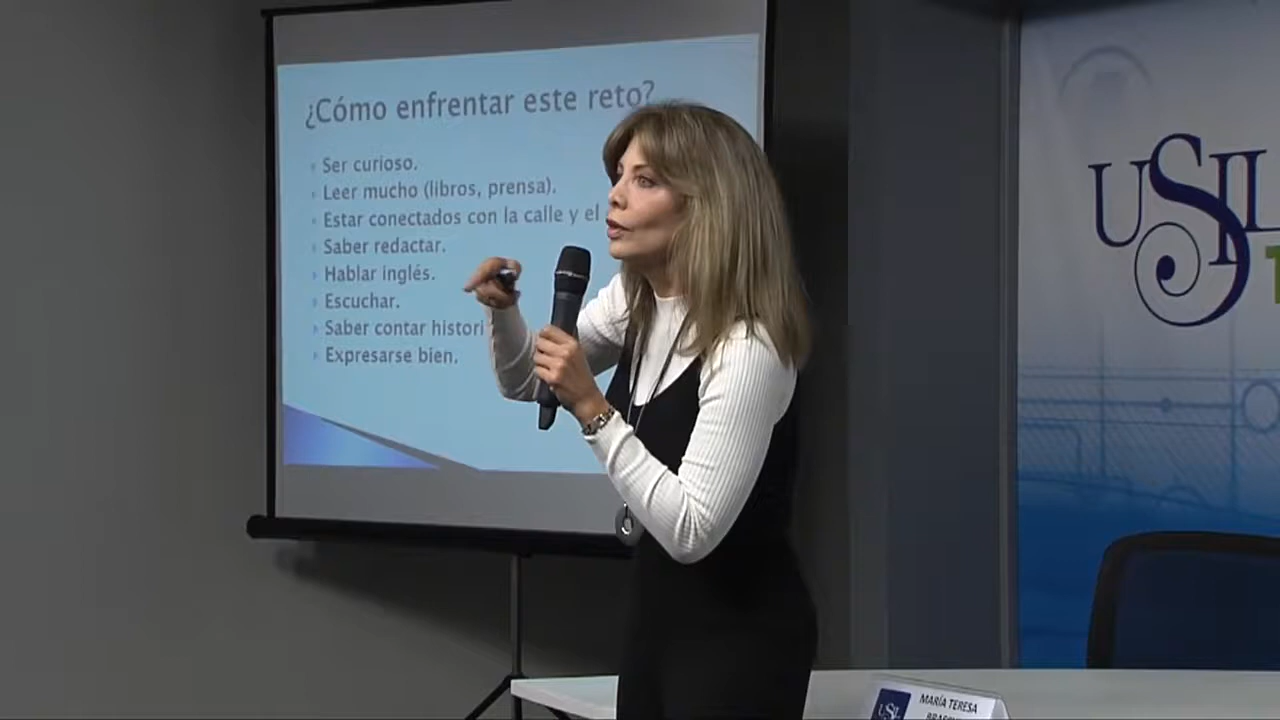 ¿Cómo enfrentar este reto?
Ser curioso.
Leer mucho (libros, prensa).
Estar conectados con la calle y el
Saber redactar.
Hablar inglés.
Escuchar.
Saber contar histori
Expresarse bien.
USIL
USIL
MARÍA TERESA